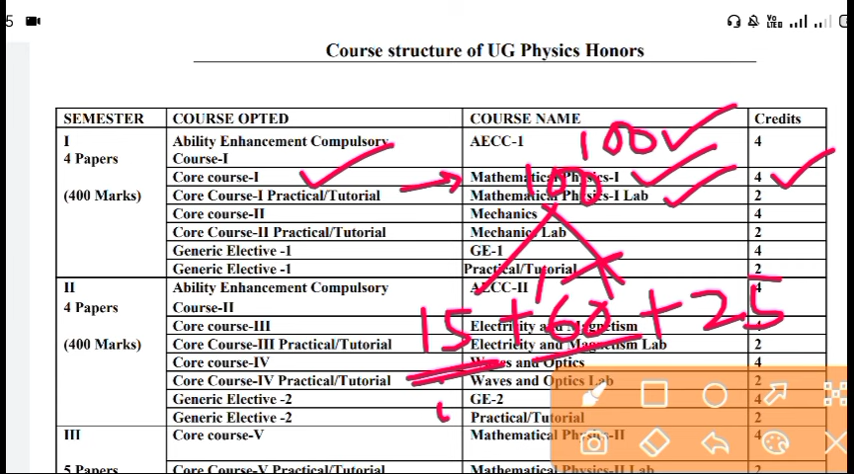 5
Vo LTED
Course structure of UG Physics Honors
SEMESTER COURSE OPTED COURSE NAME Credits
I Ability Enhancement Compulsory AECC-1 4
4 Papers Course-I
100
Core course-I Mathematical Physics-I 4
100
(400 Marks) Core Course-I Practical/Tutorial Mathematical Physics-I Lab 2
Core course-II Mechanics 4
Core Course-II Practical/Tutorial Mechanics Lab 2
Generic Elective -1 GE-1 4
Generic Elective -1 Practical/Tutorial 2
II Ability Enhancement Compulsory AECC-II 4
4 Papers Course-II
15 + 60 + 25
Core course-III Electricity and Magnetism 4
(400 Marks) Core Course-III Practical/Tutorial Electricity and Magnetism Lab 2
Core course-IV Waves and Optics 4
Core Course-IV Practical/Tutorial Waves and Optics Lab 2
Generic Elective -2 GE-2 4
Generic Elective -2 Practical/Tutorial 2
III Core course-V Mathematical Physics-II 4
5 Papers Core Course-V Practical/Tutorial Mathematical Physics-II Lab 2